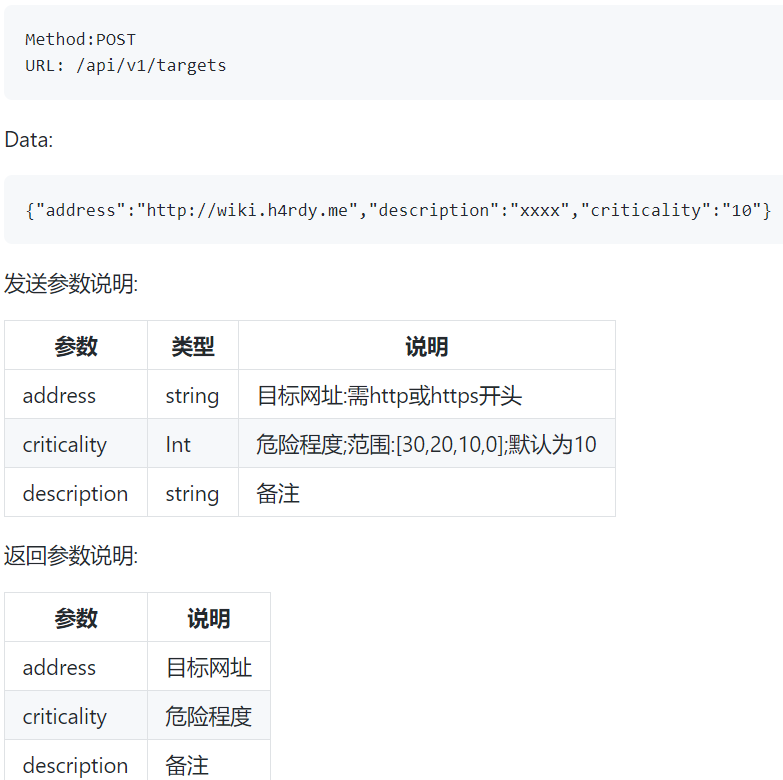 Method:POST
URL: /api/v1/targets
Data:
{"address":"http://wiki.h4rdy.me","description":"xxxx","criticality":"10"}
发送参数说明:
参数 类型 说明
address string 目标网址:需http或https开头
criticality Int 危险程度;范围:[30,20,10,0];默认为10
description string 备注
返回参数说明:
参数 说明
address 目标网址
criticality 危险程度
description 备注